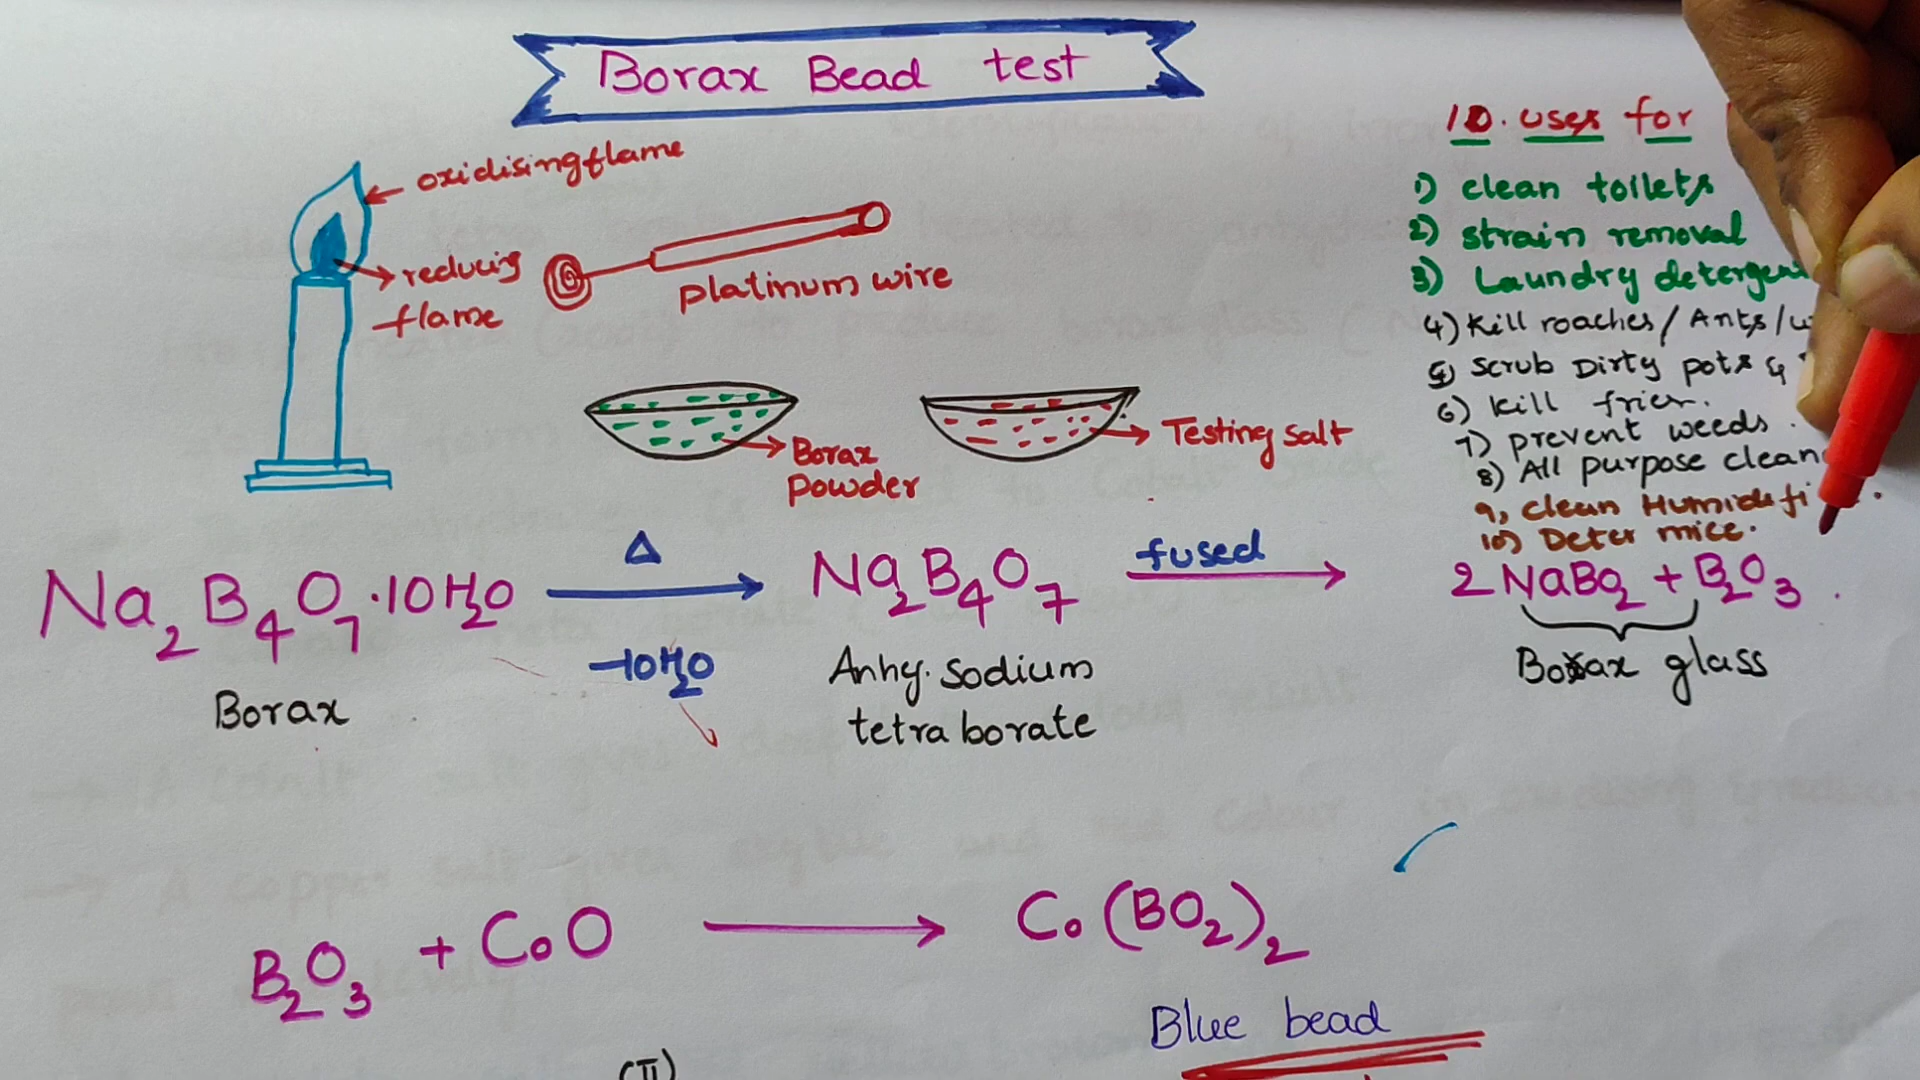 Borax Bead test
oxidising flame
reducing
flame
platinum wire
Borax
powder
Testing salt
10. uses for
1) clean toilets
2) strain removal
3) Laundry
4) Kill roaches / Ants /
5) scrub Dirty pots &
6) Kill
7) prevent weeds.
8) All purpose
9, clean
10) Deter mice.
Na2B4O7·10H2O
Δ
-10H2O
Na2B4O7
fused
2NaBO2 + B2O3.
Borax
Anhy. sodium
tetra borate
Borax glass
B2O3 + CoO
Co(BO2)2
Blue bead
(II)